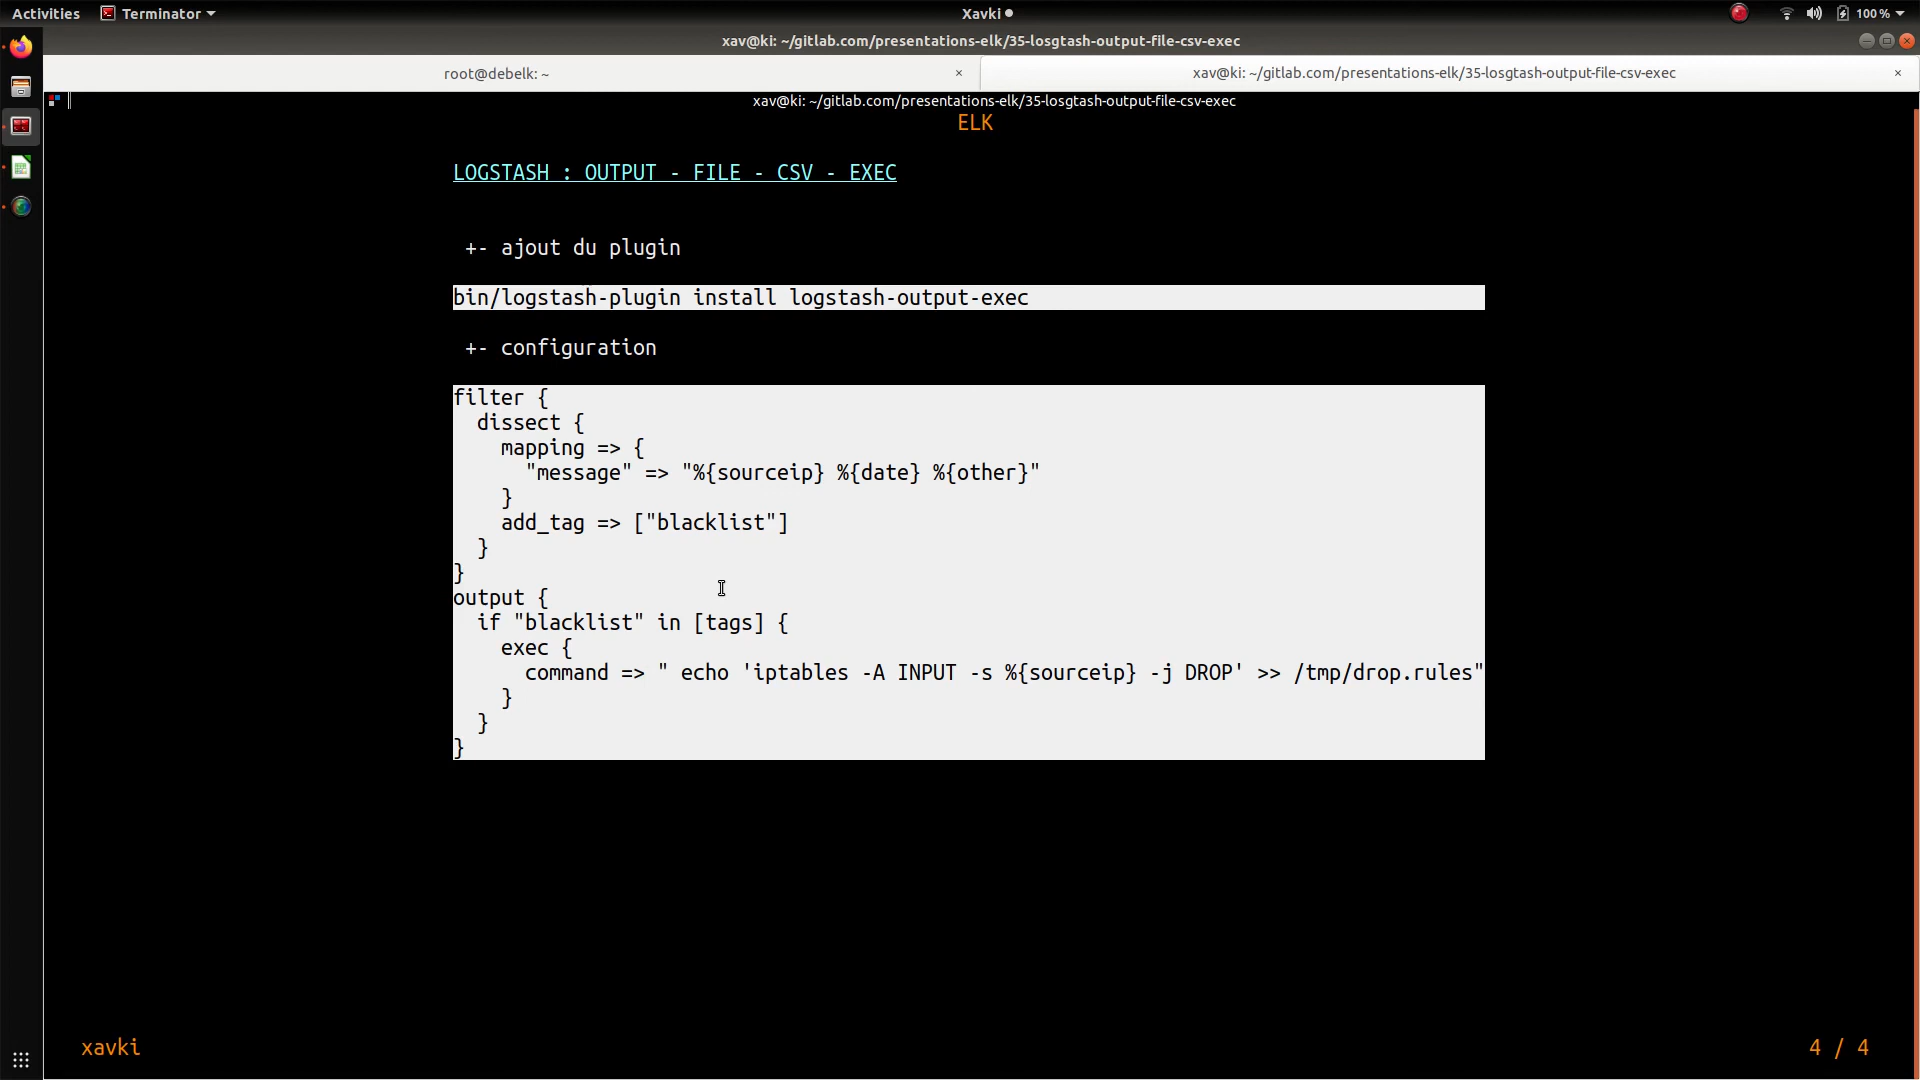 Activities
Terminator
Xavki
100 %
xav@ki: ~/gitlab.com/presentations-elk/35-losgtash-output-file-csv-exec
root@debelk: ~
×
xav@ki: ~/gitlab.com/presentations-elk/35-losgtash-output-file-csv-exec
×
xav@ki: ~/gitlab.com/presentations-elk/35-losgtash-output-file-csv-exec
ELK
LOGSTASH : OUTPUT - FILE - CSV - EXEC
+- ajout du plugin
bin/logstash-plugin install logstash-output-exec
+- configuration
filter {
  dissect {
    mapping => {
      "message" => "%{sourceip} %{date} %{other}"
    }
    add_tag => ["blacklist"]
  }
}
output {
  if "blacklist" in [tags] {
    exec {
      command => " echo 'iptables -A INPUT -s %{sourceip} -j DROP' >> /tmp/drop.rules"
    }
  }
}
xavki
4 / 4